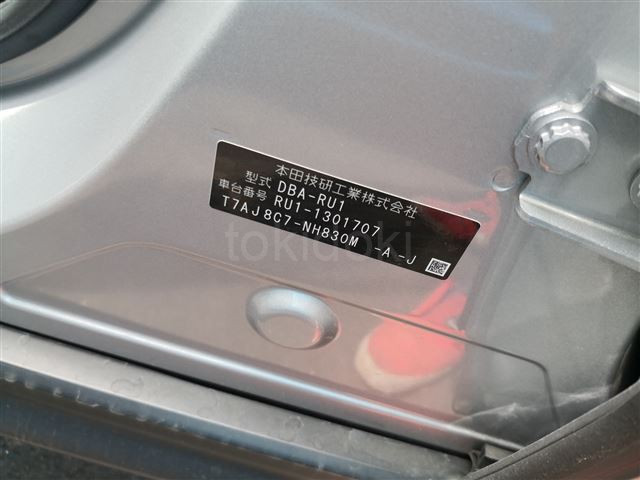 本田技研工業株式会社
型式 DBA-RU1
車台番号 RU1-1301707
T7AJ8C7-NH830M -A-J
tokidoki